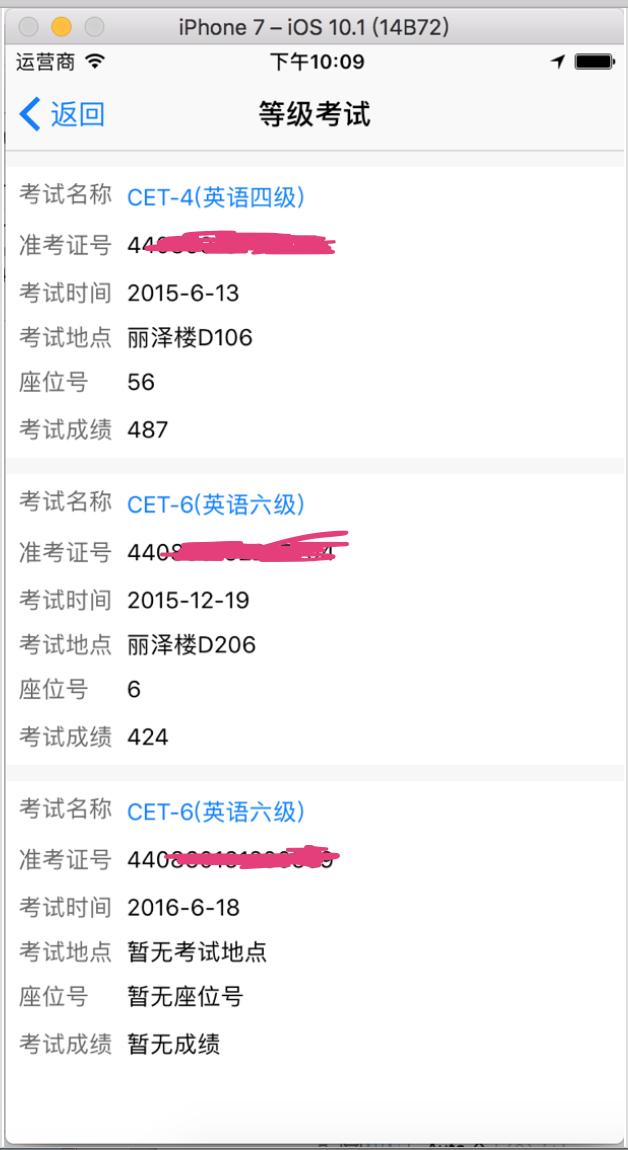 iPhone 7 – iOS 10.1 (14B72)
运营商 下午10:09
返回 等级考试
考试名称 CET-4(英语四级)
准考证号
考试时间 2015-6-13
考试地点 丽泽楼D106
座位号 56
考试成绩 487
考试名称 CET-6(英语六级)
准考证号
考试时间 2015-12-19
考试地点 丽泽楼D206
座位号 6
考试成绩 424
考试名称 CET-6(英语六级)
准考证号
考试时间 2016-6-18
考试地点 暂无考试地点
座位号 暂无座位号
考试成绩 暂无成绩